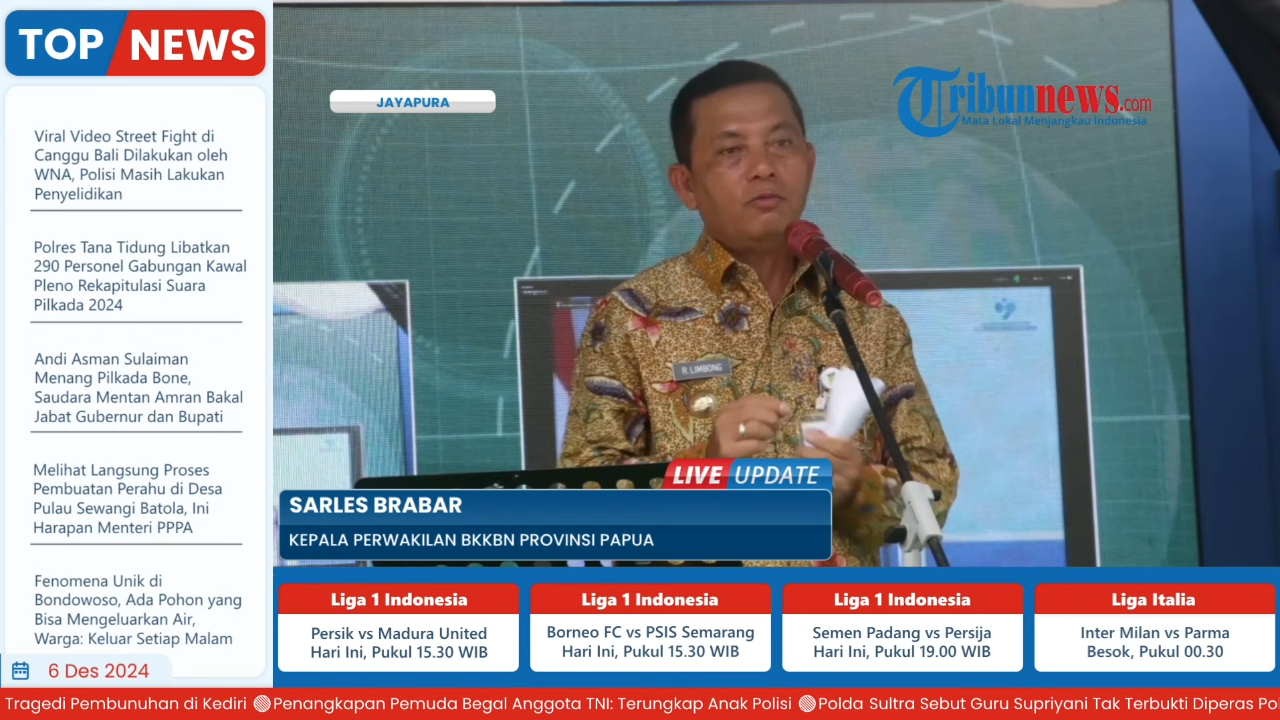 TOP NEWS
Viral Video Street Fight di
Canggu Bali Dilakukan oleh
WNA, Polisi Masih Lakukan
Penyelidikan
Polres Tana Tidung Libatkan
290 Personel Gabungan Kawal
Pleno Rekapitulasi Suara
Pilkada 2024
Andi Asman Sulaiman
Menang Pilkada Bone,
Saudara Mentan Amran Bakal
Jabat Gubernur dan Bupati
Melihat Langsung Proses
Pembuatan Perahu di Desa
Pulau Sewangi Batola, Ini
Harapan Menteri PPPA
Fenomena Unik di
Bondowoso, Ada Pohon yang
Bisa Mengeluarkan Air,
Warga: Keluar Setiap Malam
6 Des 2024
JAYAPURA
Tribunnews.com
Mata Lokal Menjangkau Indonesia
R. LIMBONG
LIVE UPDATE
SARLES BRABAR
KEPALA PERWAKILAN BKKBN PROVINSI PAPUA
Liga 1 Indonesia
Persik vs Madura United
Hari Ini, Pukul 15.30 WIB
Liga 1 Indonesia
Borneo FC vs PSIS Semarang
Hari Ini, Pukul 15.30 WIB
Liga 1 Indonesia
Semen Padang vs Persija
Hari Ini, Pukul 19.00 WIB
Liga Italia
Inter Milan vs Parma
Besok, Pukul 00.30
Tragedi Pembunuhan di Kediri Penangkapan Pemuda Begal Anggota TNI: Terungkap Anak Polisi Polda Sultra Sebut Guru Supriyani Tak Terbukti Diperas Po